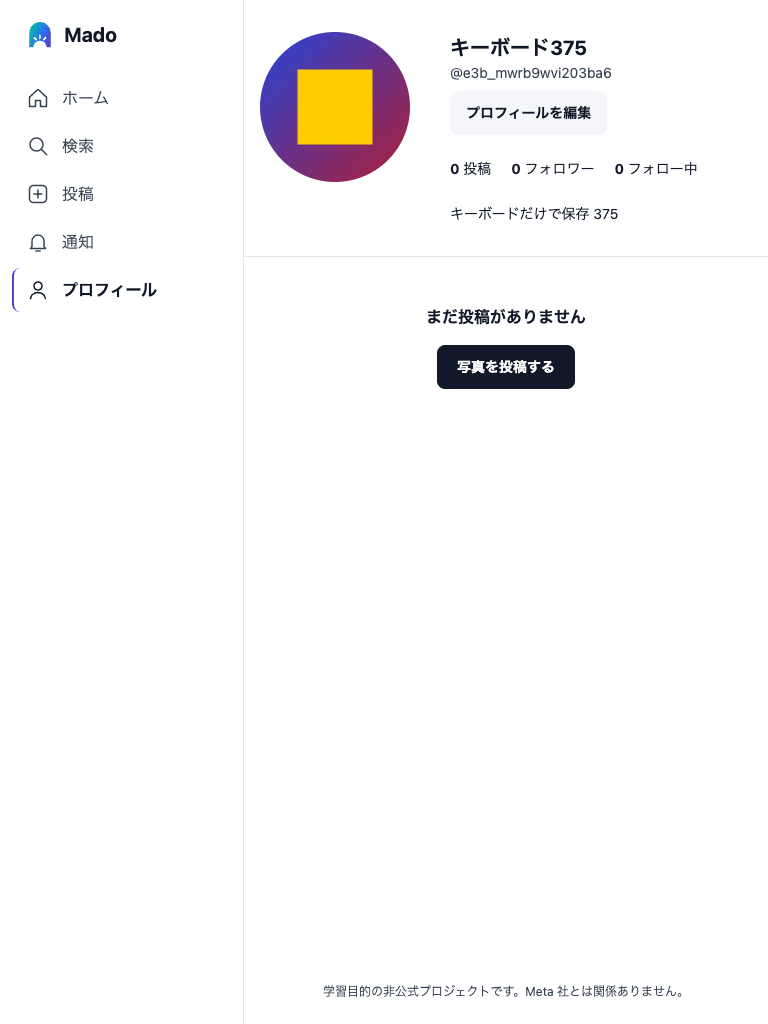 Mado
ホーム
検索
投稿
通知
プロフィール
キーボード375
@e3b_mwrb9wvi203ba6
プロフィールを編集
0 投稿 0 フォロワー 0 フォロー中
キーボードだけで保存 375
まだ投稿がありません
写真を投稿する
学習目的の非公式プロジェクトです。Meta 社とは関係ありません。